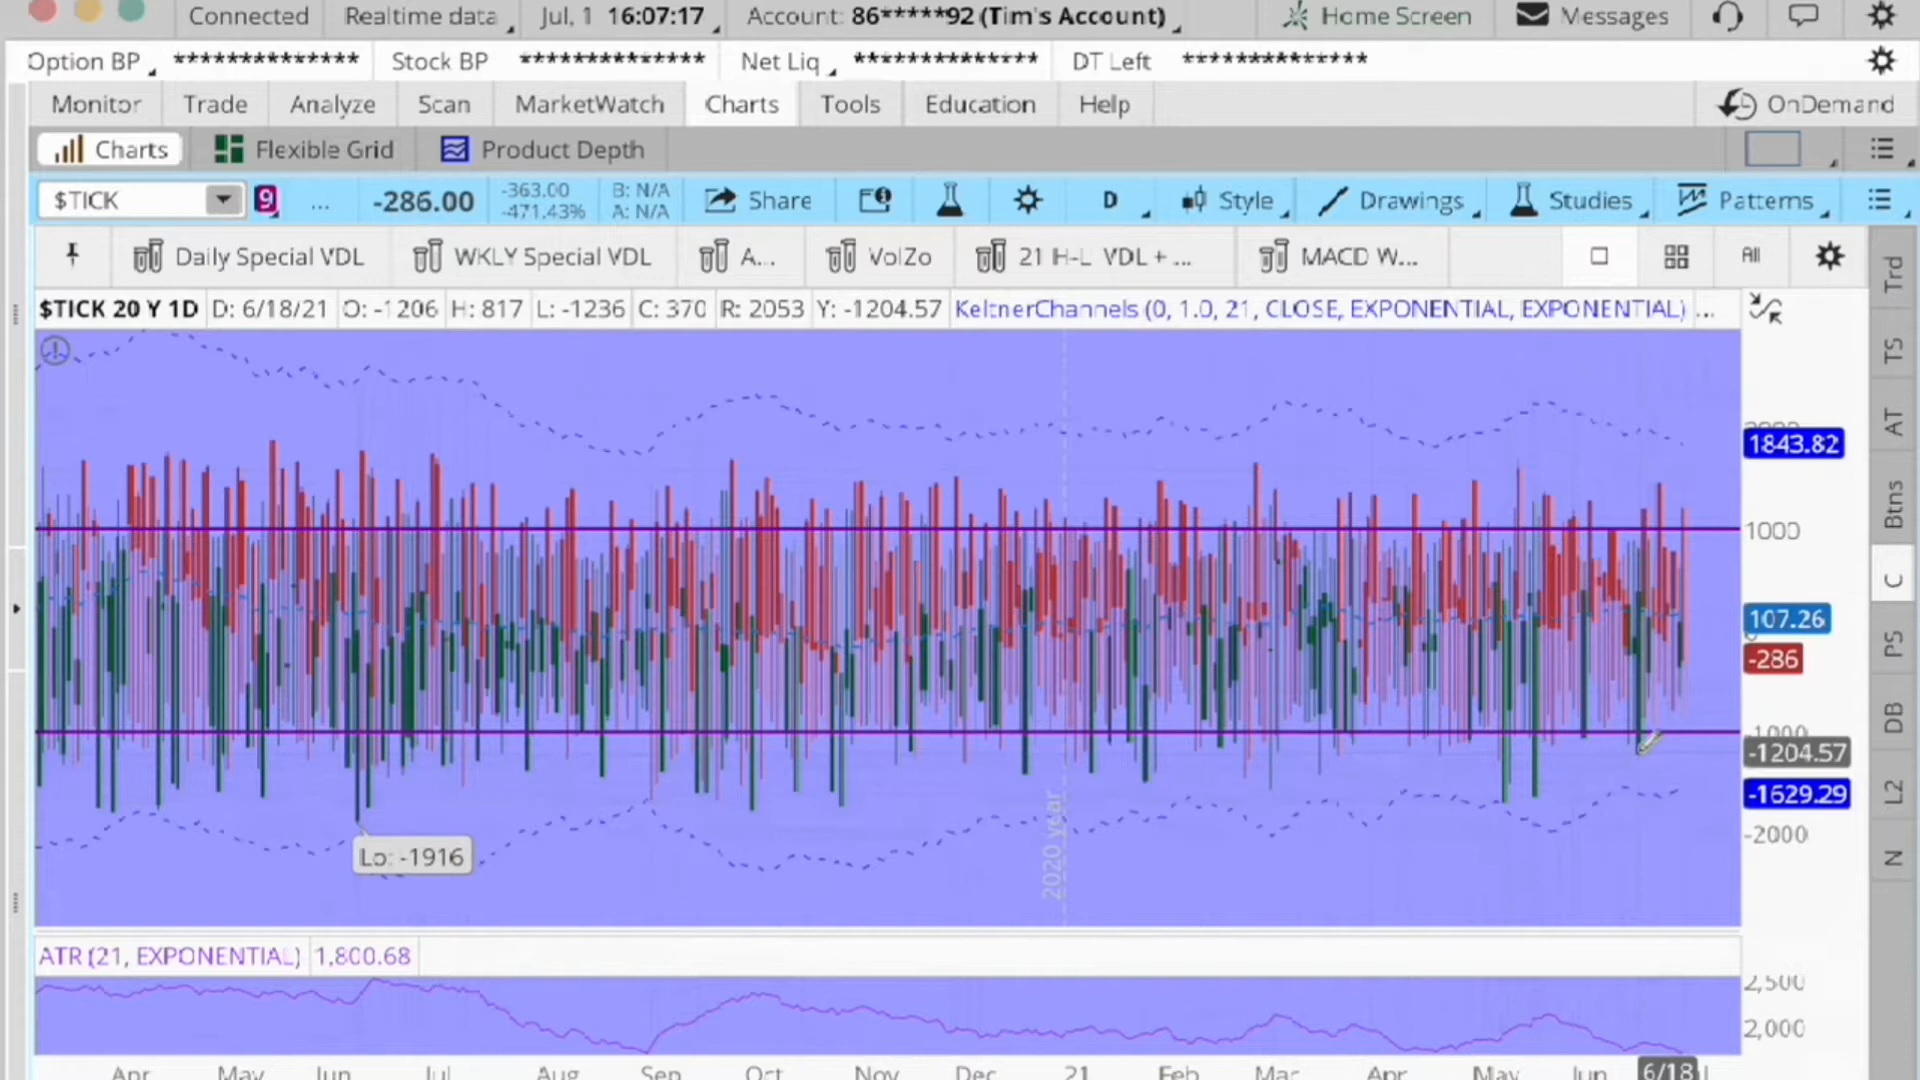 Connected Realtime data Jul, 1 16:07:17 Account: 86*****92 (Tim's Account) Home Screen Messages
Option BP ************** Stock BP ************** Net Liq ************** DT Left **************
Monitor Trade Analyze Scan MarketWatch Charts Tools Education Help OnDemand
Charts Flexible Grid Product Depth
$TICK 9 ... -286.00 -363.00 B: N/A Share D Style Drawings Studies Patterns
-471.43% A: N/A
Daily Special VDL WKLY Special VDL A... VolZo 21 H-L VDL + ... MACD W... All
$TICK 20 Y 1D D: 6/18/21 O: -1206 H: 817 L: -1236 C: 370 R: 2053 Y: -1204.57 KeltnerChannels (0, 1.0, 21, CLOSE, EXPONENTIAL, EXPONENTIAL) ...
1843.82
1000
107.26
-286
-1000
-1204.57
-1629.29
-2000
Lo: -1916
2020 year
ATR (21, EXPONENTIAL) 1,800.68
2,500
2,000
Apr May Jun Jul Aug Sep Oct Nov Dec 21 Feb Mar Apr May Jun 6/18
Trd
TS
AT
Btns
C
PS
DB
L2
N